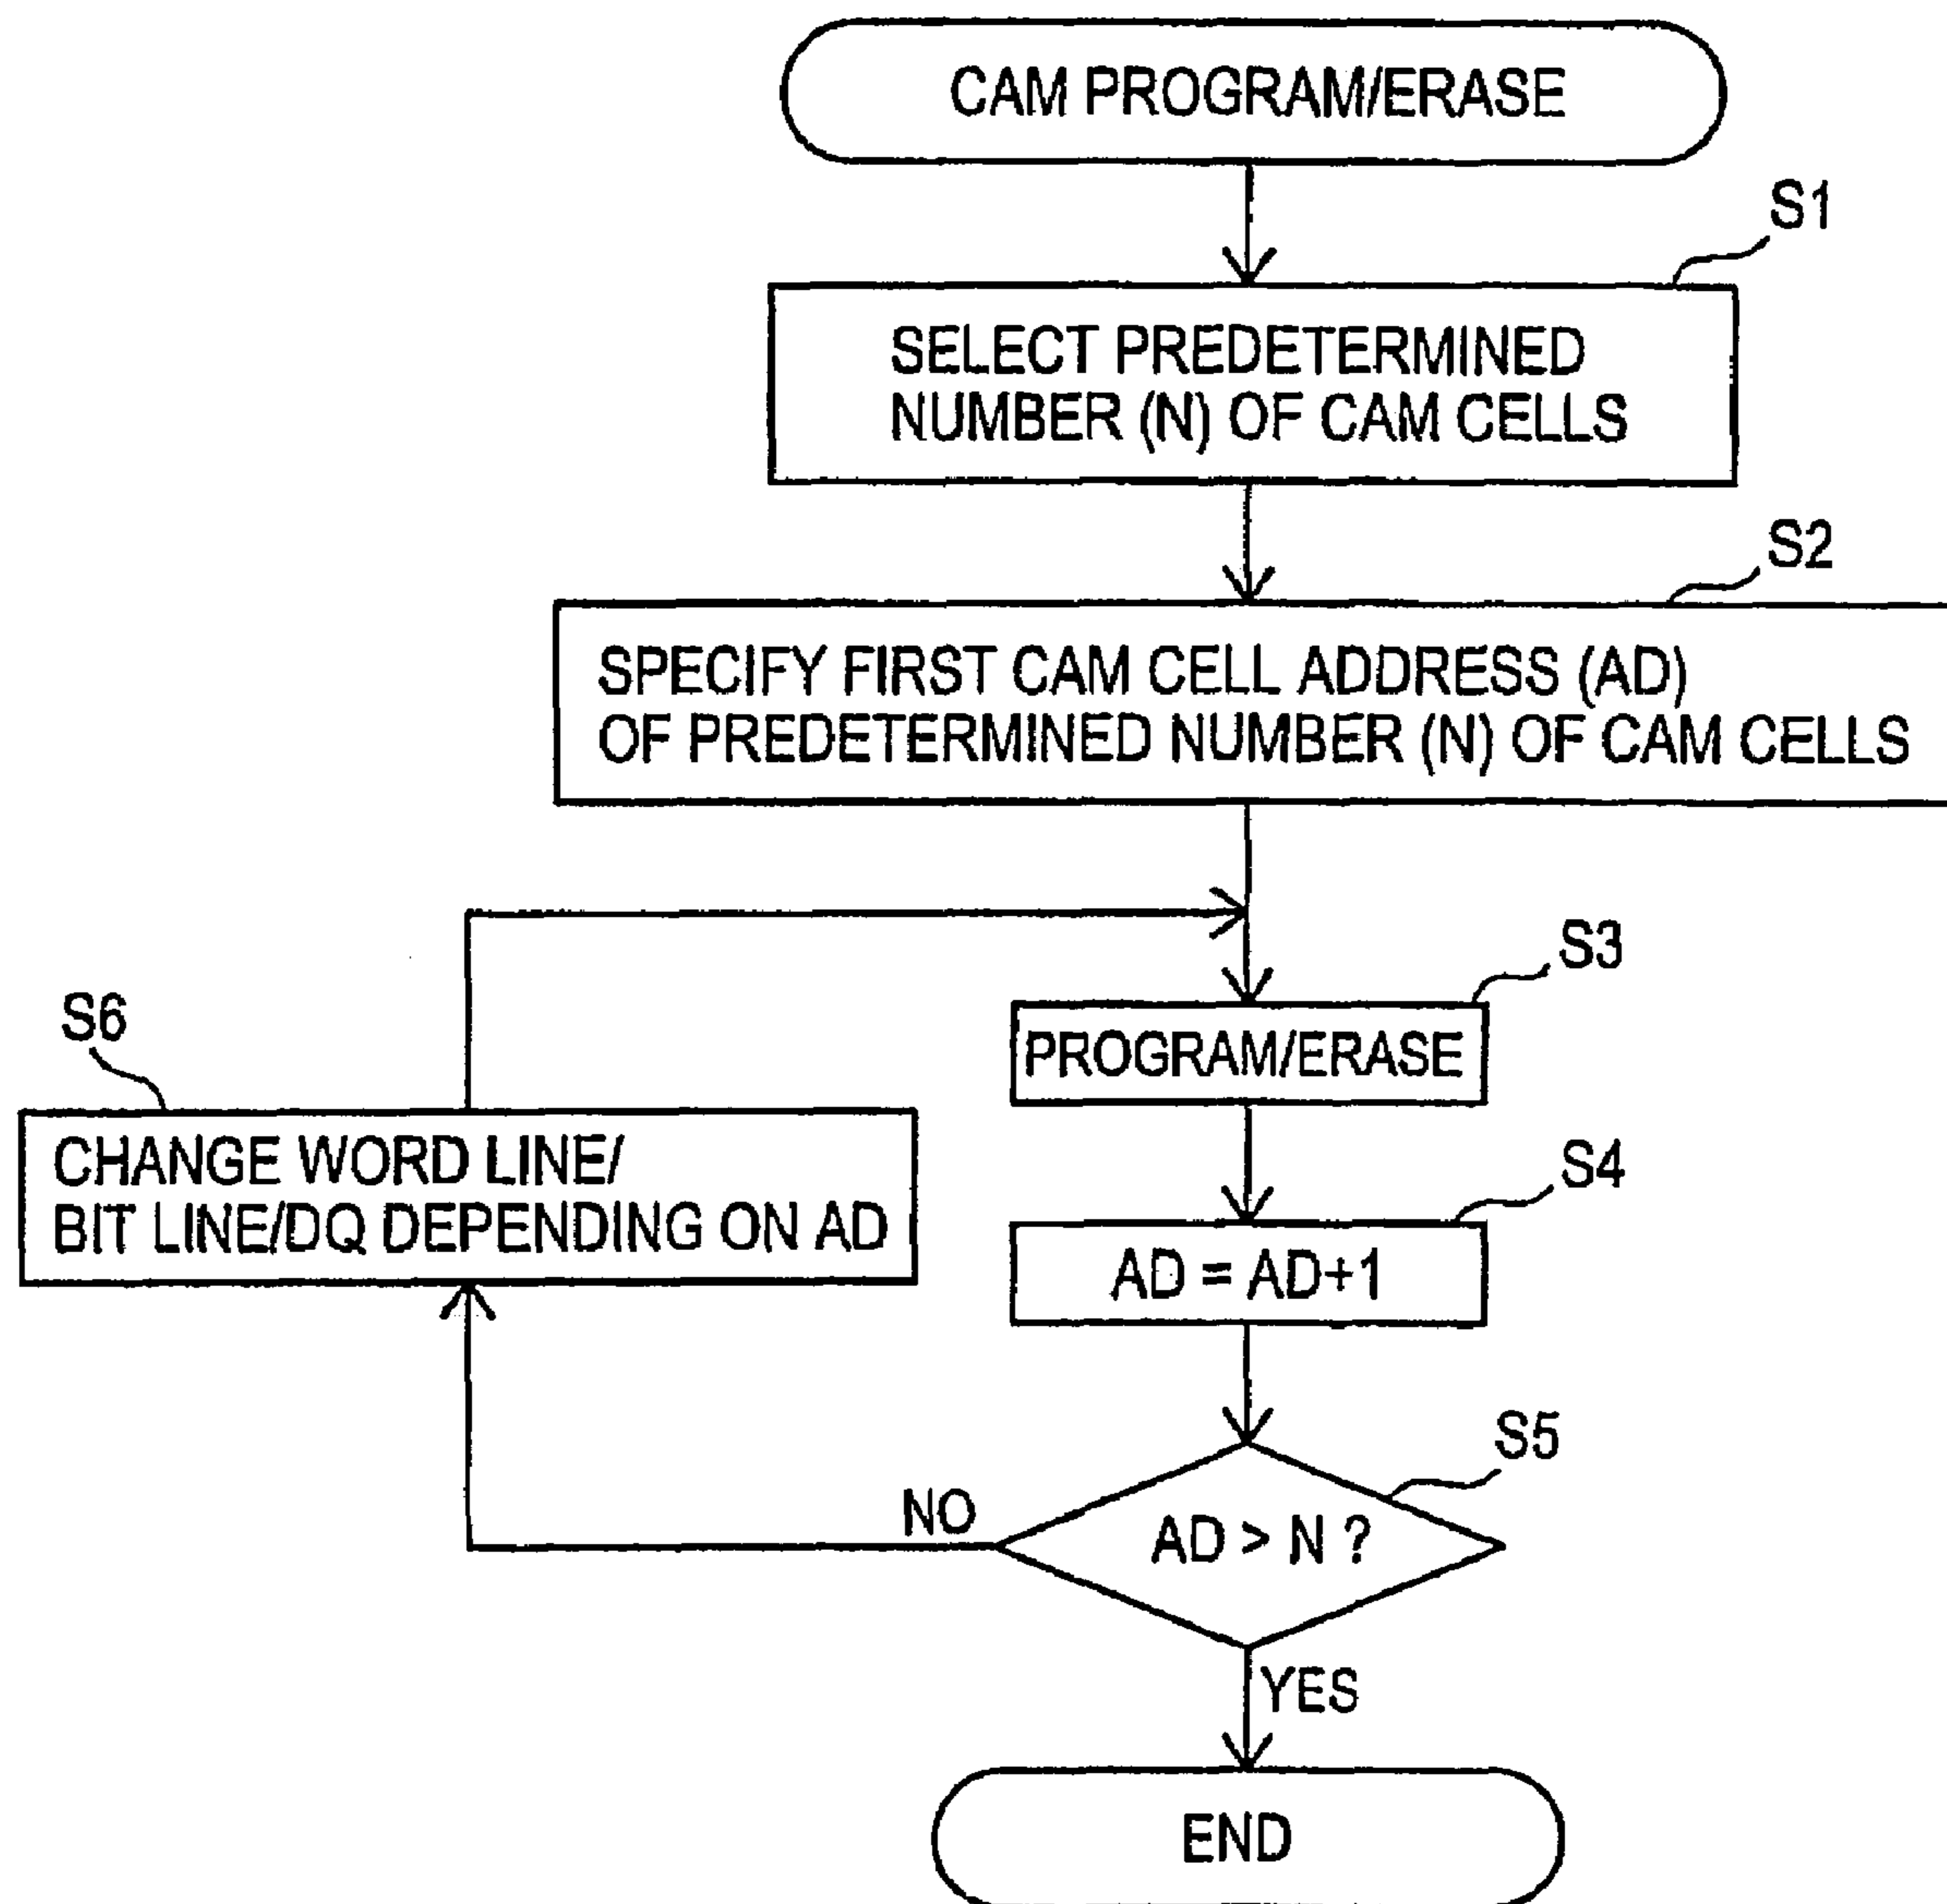 CAM PROGRAM/ERASE
S1
SELECT PREDETERMINED
NUMBER (N) OF CAM CELLS
S2
SPECIFY FIRST CAM CELL ADDRESS (AD)
OF PREDETERMINED NUMBER (N) OF CAM CELLS
S3
PROGRAM/ERASE
S6
CHANGE WORD LINE/
BIT LINE/DQ DEPENDING ON AD
S4
AD = AD+1
S5
AD > N ?
NO
YES
END